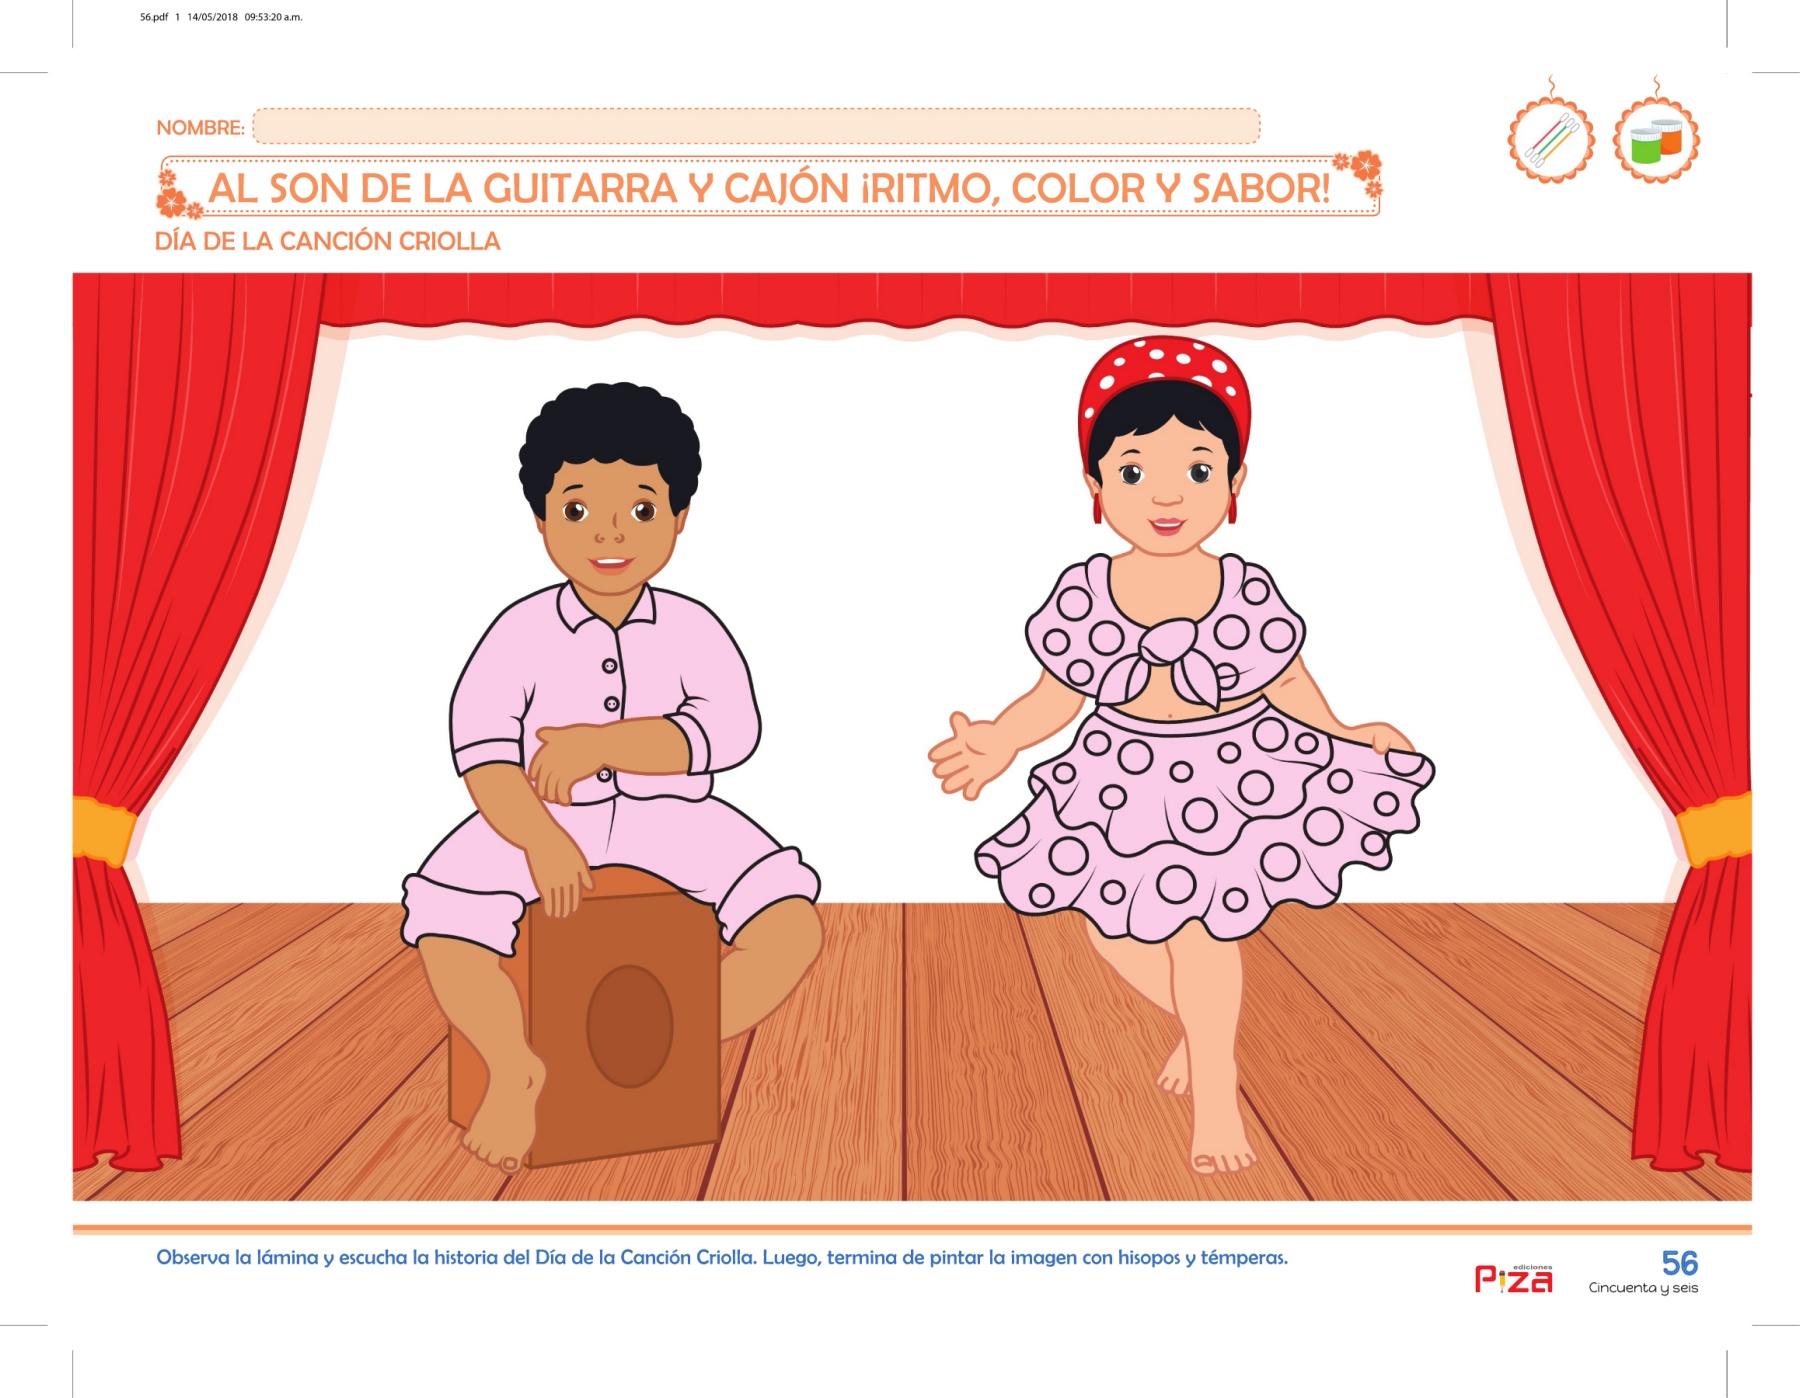 56.pdf 1 14/05/2018 09:53:20 a.m.
NOMBRE:
AL SON DE LA GUITARRA Y CAJÓN ¡RITMO, COLOR Y SABOR!
DÍA DE LA CANCIÓN CRIOLLA
Observa la lámina y escucha la historia del Día de la Canción Criolla. Luego, termina de pintar la imagen con hisopos y témperas.
ediciones
Piza
56
Cincuenta y seis